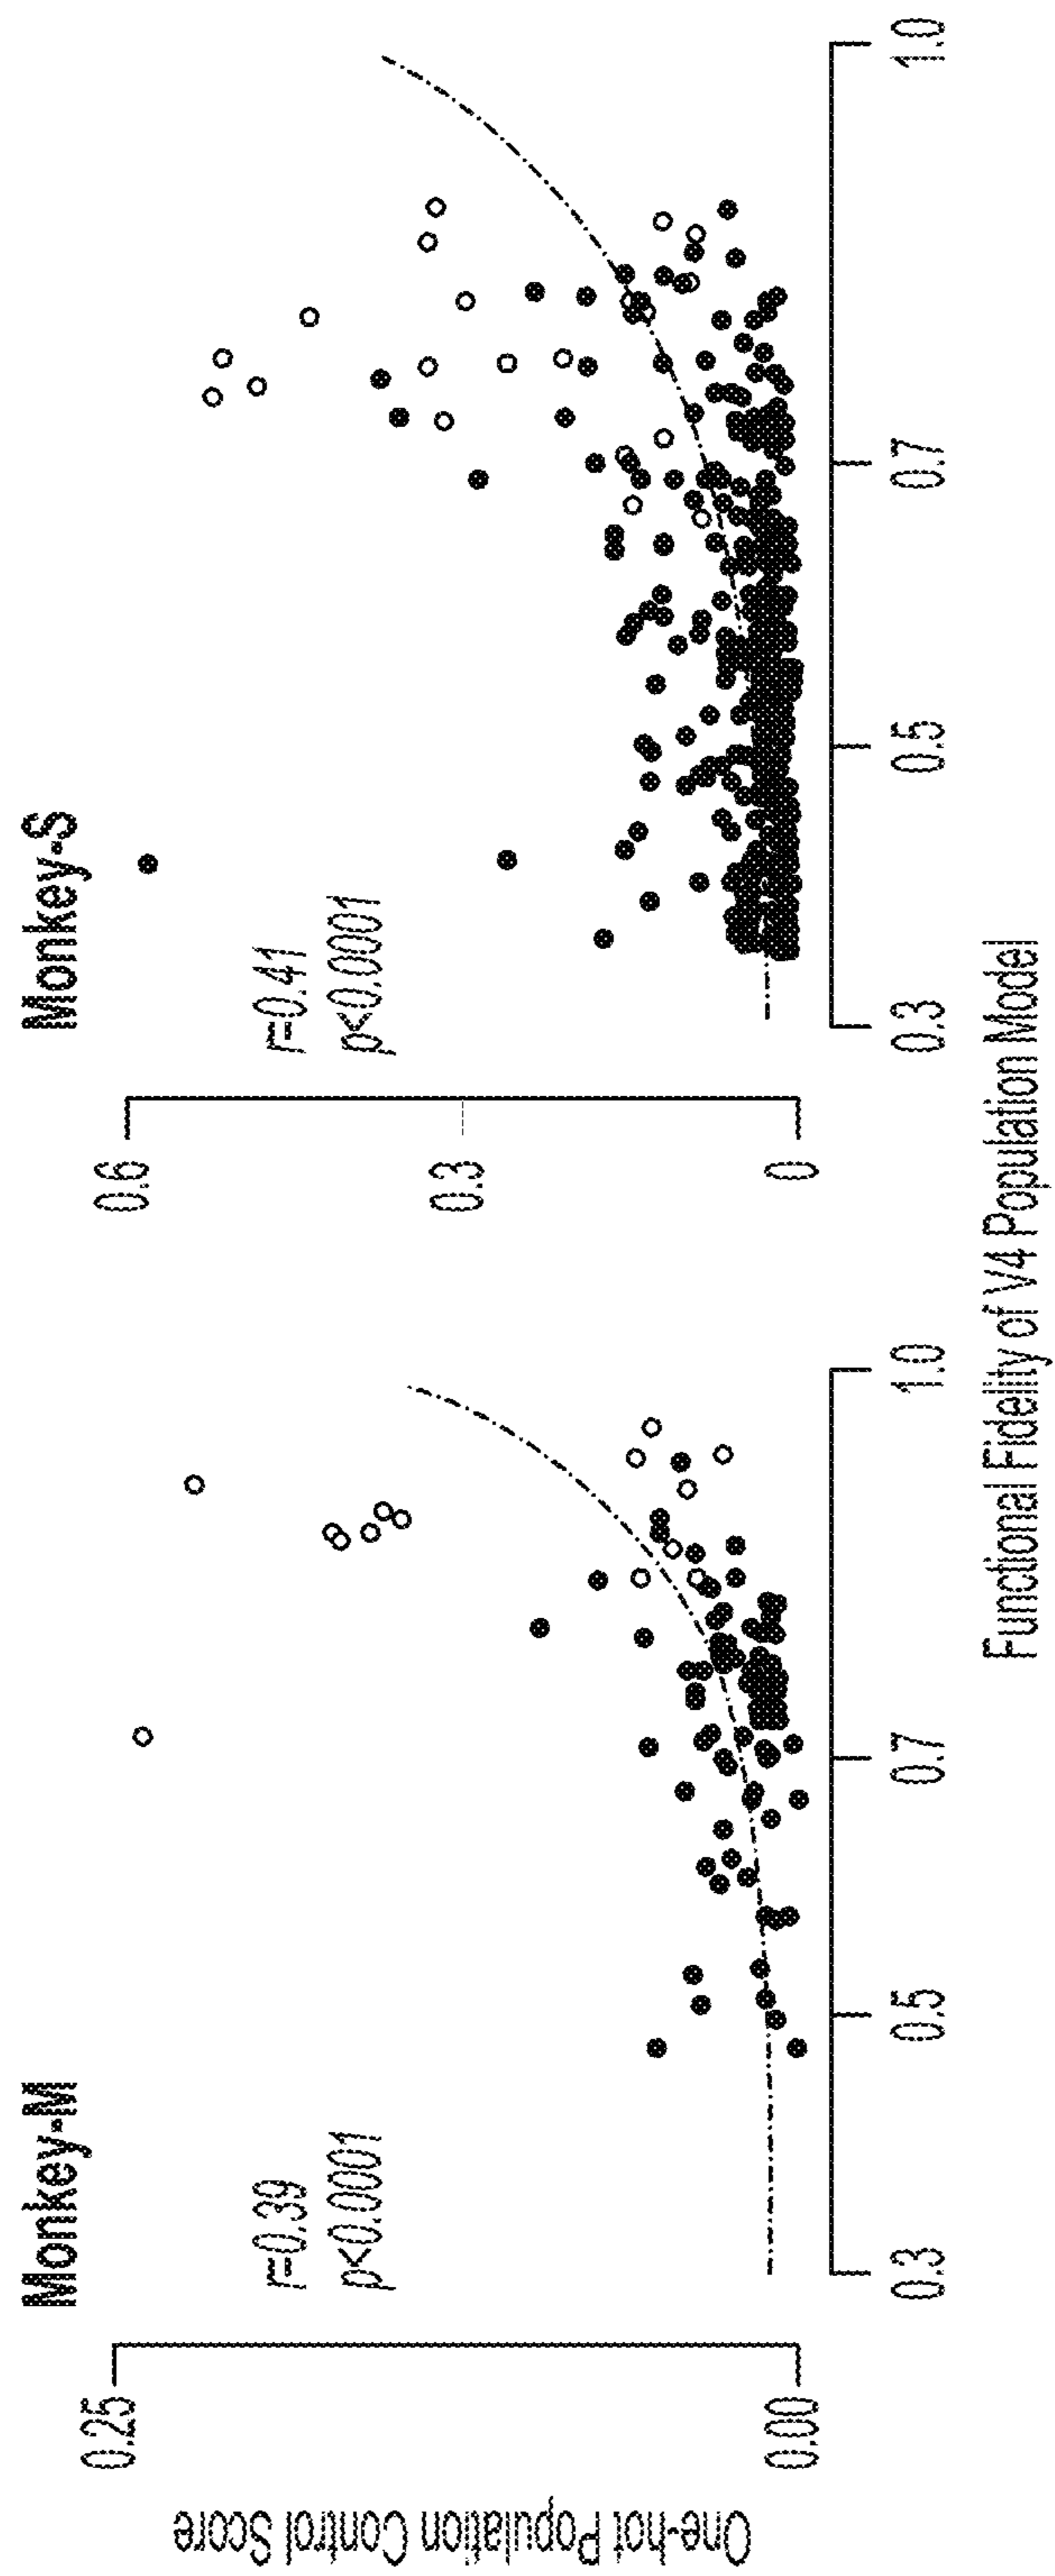 Monkey-M
r=0.39
p<0.0001
One-hot Population Control Score
0.25
0.00
0.3
0.5
0.7
1.0
Monkey-S
r=0.41
p<0.0001
0.6
0.3
0
0.3
0.5
0.7
1.0
Functional Fidelity of V4 Population Model